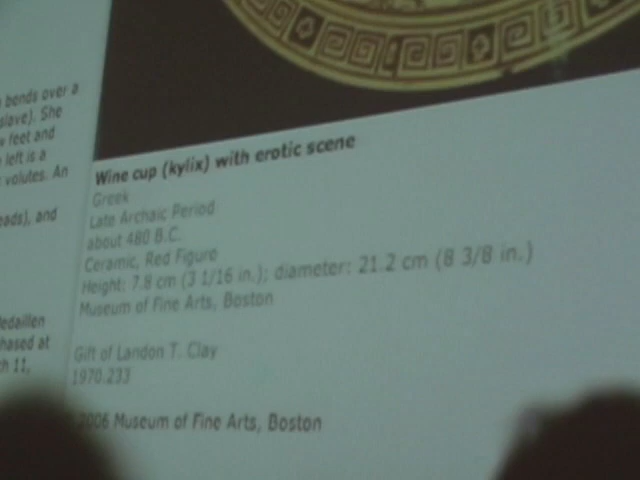 bends over a
slave). She
feet and
left is a
volutes. An
eads), and
Medaillen
hased at
ch 11,
Wine cup (kylix) with erotic scene
Greek
Late Archaic Period
about 480 B.C.
Ceramic, Red Figure
Height: 7.8 cm (3 1/16 in.); diameter: 21.2 cm (8 3/8 in.)
Museum of Fine Arts, Boston
Gift of Landon T. Clay
1970.233
2006 Museum of Fine Arts, Boston